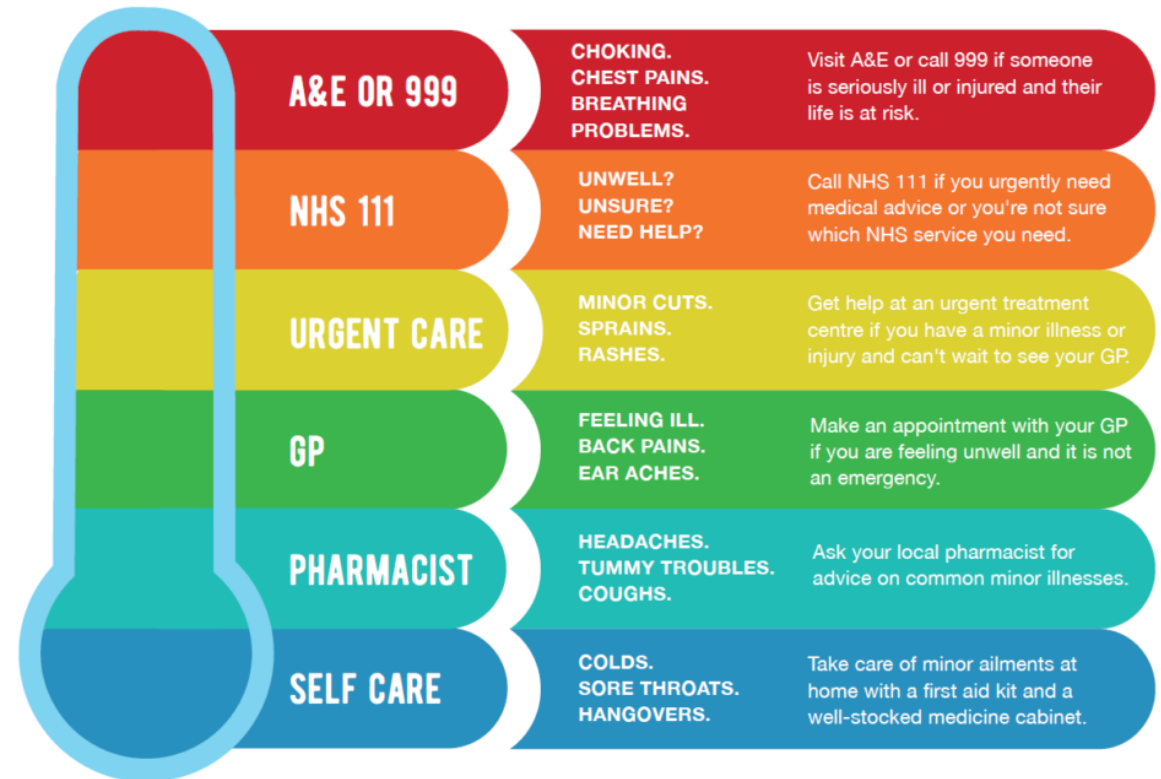 A&E OR 999
CHOKING.
CHEST PAINS.
BREATHING
PROBLEMS.
Visit A&E or call 999 if someone
is seriously ill or injured and their
life is at risk.
NHS 111
UNWELL?
UNSURE?
NEED HELP?
Call NHS 111 if you urgently need
medical advice or you're not sure
which NHS service you need.
URGENT CARE
MINOR CUTS.
SPRAINS.
RASHES.
Get help at an urgent treatment
centre if you have a minor illness or
injury and can't wait to see your GP.
GP
FEELING ILL.
BACK PAINS.
EAR ACHES.
Make an appointment with your GP
if you are feeling unwell and it is not
an emergency.
PHARMACIST
HEADACHES.
TUMMY TROUBLES.
COUGHS.
Ask your local pharmacist for
advice on common minor illnesses.
SELF CARE
COLDS.
SORE THROATS.
HANGOVERS.
Take care of minor ailments at
home with a first aid kit and a
well-stocked medicine cabinet.